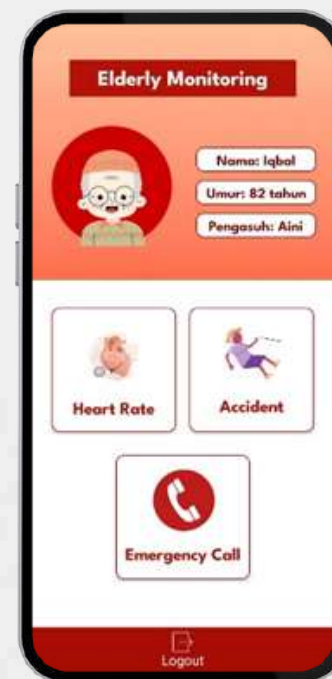 Elderly Monitoring
Nama: Iqbal
Umur: 82 tahun
Pengasuh: Aini
Heart Rate
Accident
Emergency Call
Logout